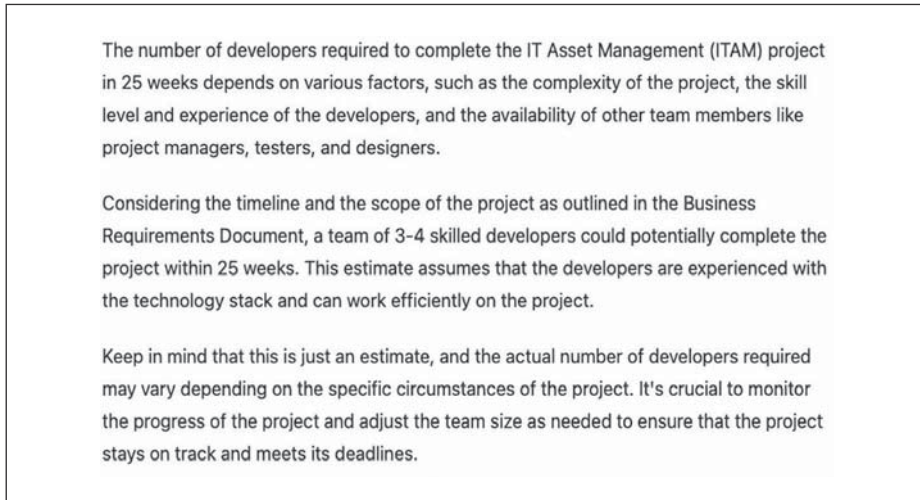 The number of developers required to complete the IT Asset Management (ITAM) project
in 25 weeks depends on various factors, such as the complexity of the project, the skill
level and experience of the developers, and the availability of other team members like
project managers, testers, and designers.
Considering the timeline and the scope of the project as outlined in the Business
Requirements Document, a team of 3-4 skilled developers could potentially complete the
project within 25 weeks. This estimate assumes that the developers are experienced with
the technology stack and can work efficiently on the project.
Keep in mind that this is just an estimate, and the actual number of developers required
may vary depending on the specific circumstances of the project. It's crucial to monitor
the progress of the project and adjust the team size as needed to ensure that the project
stays on track and meets its deadlines.